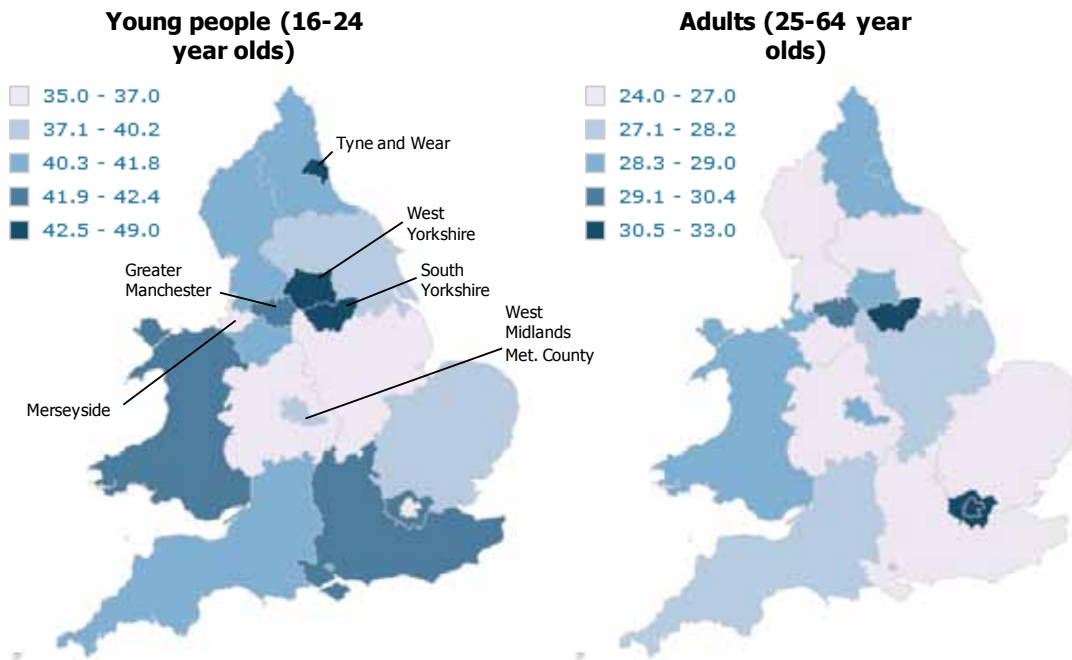 Young people (16-24
year olds)
35.0 - 37.0
37.1 - 40.2
40.3 - 41.8
41.9 - 42.4
42.5 - 49.0
Tyne and Wear
West
Yorkshire
Greater
Manchester
South
Yorkshire
West
Midlands
Met. County
Merseyside
Adults (25-64 year
olds)
24.0 - 27.0
27.1 - 28.2
28.3 - 29.0
29.1 - 30.4
30.5 - 33.0